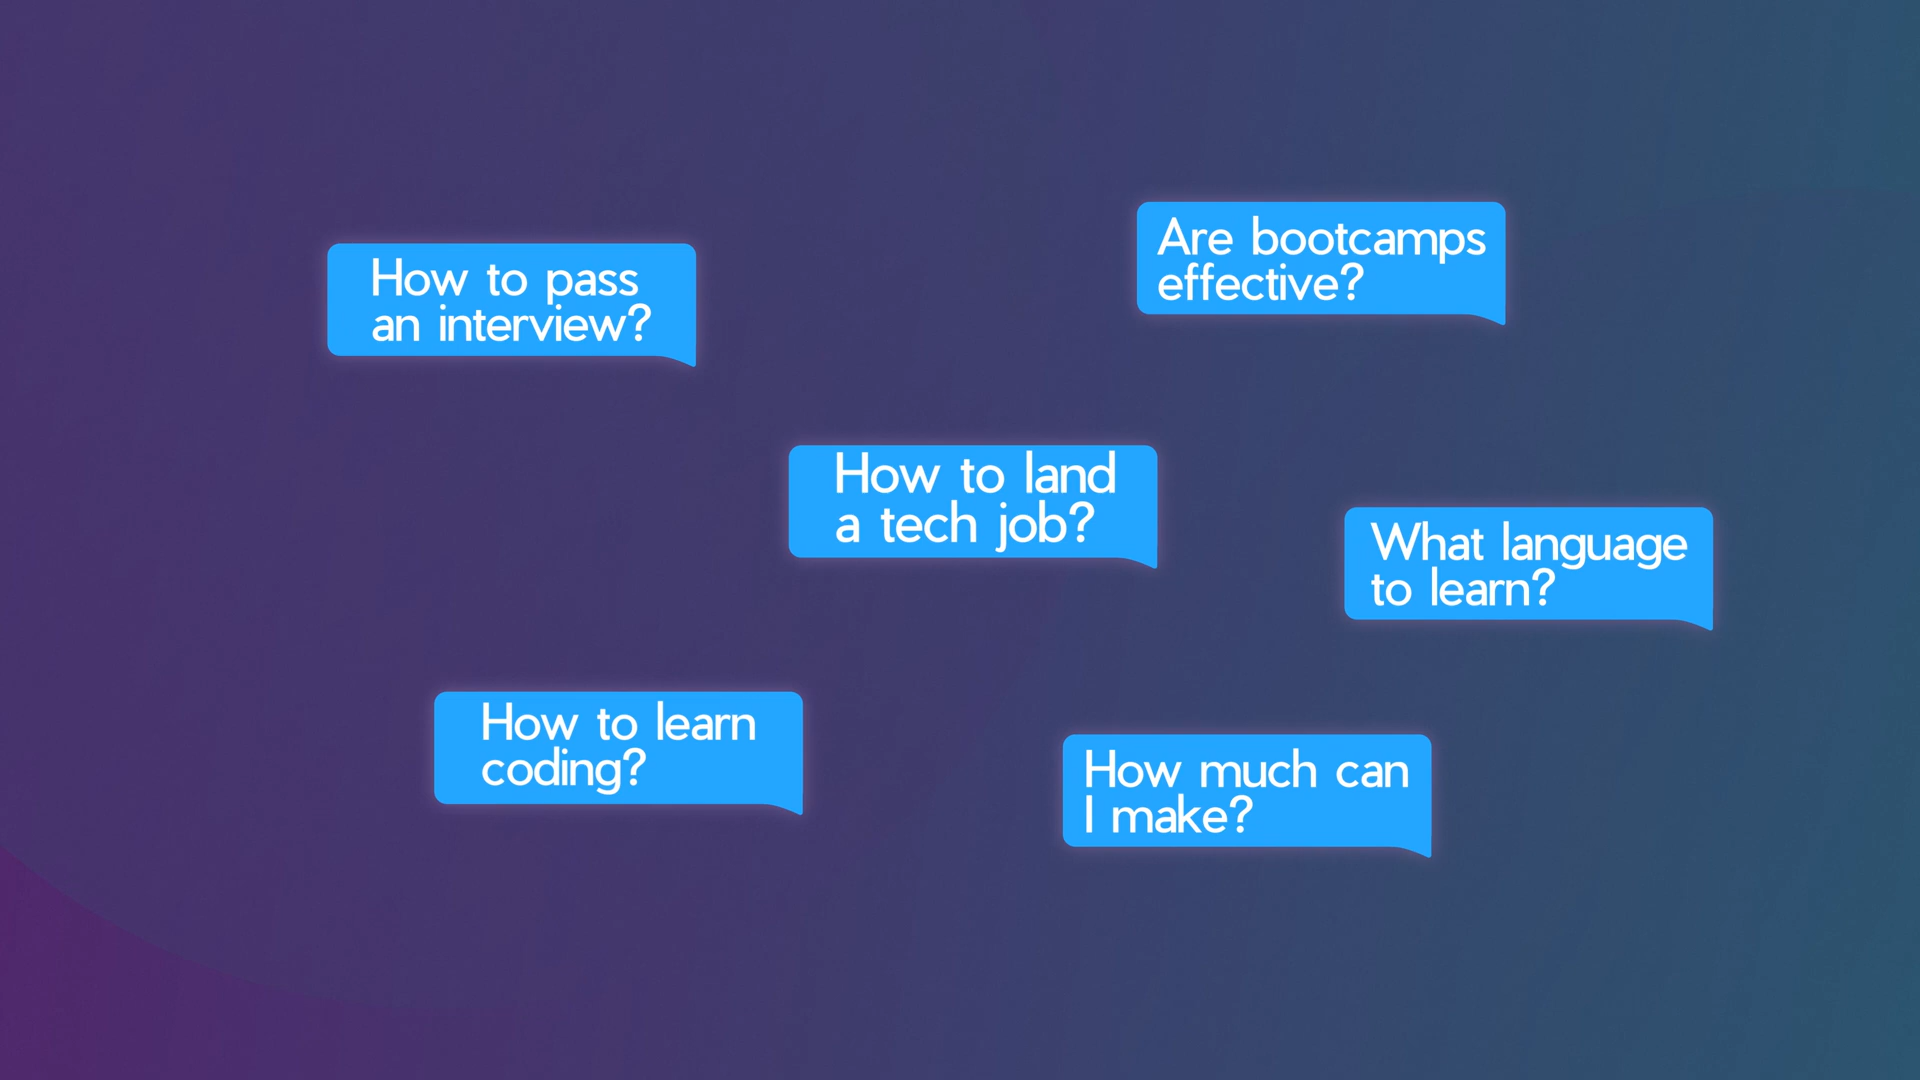 How to pass
an interview?
Are bootcamps
effective?
How to land
a tech job?
What language
to learn?
How to learn
coding?
How much can
I make?